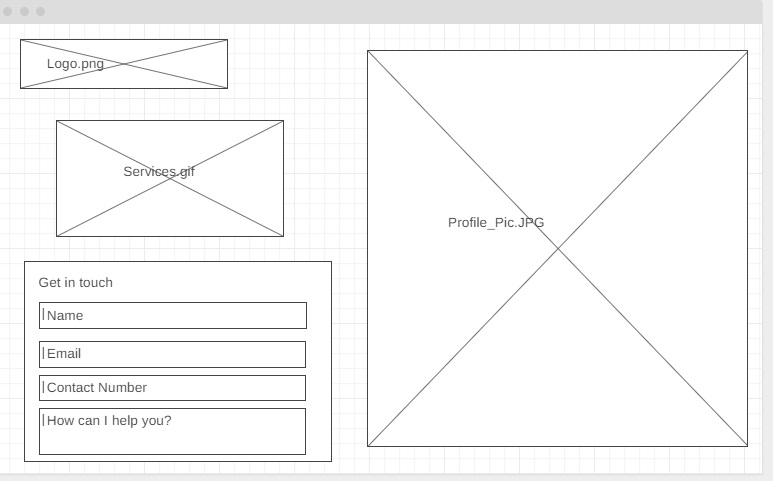 Logo.png
Services.gif
Profile_Pic.JPG
Get in touch
Name
Email
Contact Number
How can I help you?